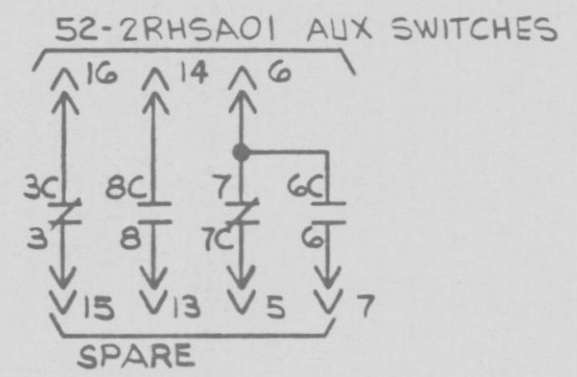 52-2RHSA01 AUX SWITCHES
16 14 6
3C 8C 7 6C
3 8 7C 6
15 13 5 7
SPARE